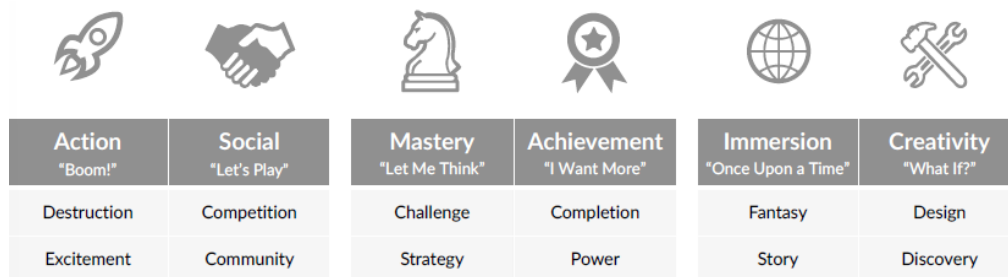 Action
Social
Mastery
Achievement
Immersion
Creativity
“Boom!”
“Let’s Play”
“Let Me Think”
“I Want More”
“Once Upon a Time”
“What If?”
Destruction
Competition
Challenge
Completion
Fantasy
Design
Excitement
Community
Strategy
Power
Story
Discovery